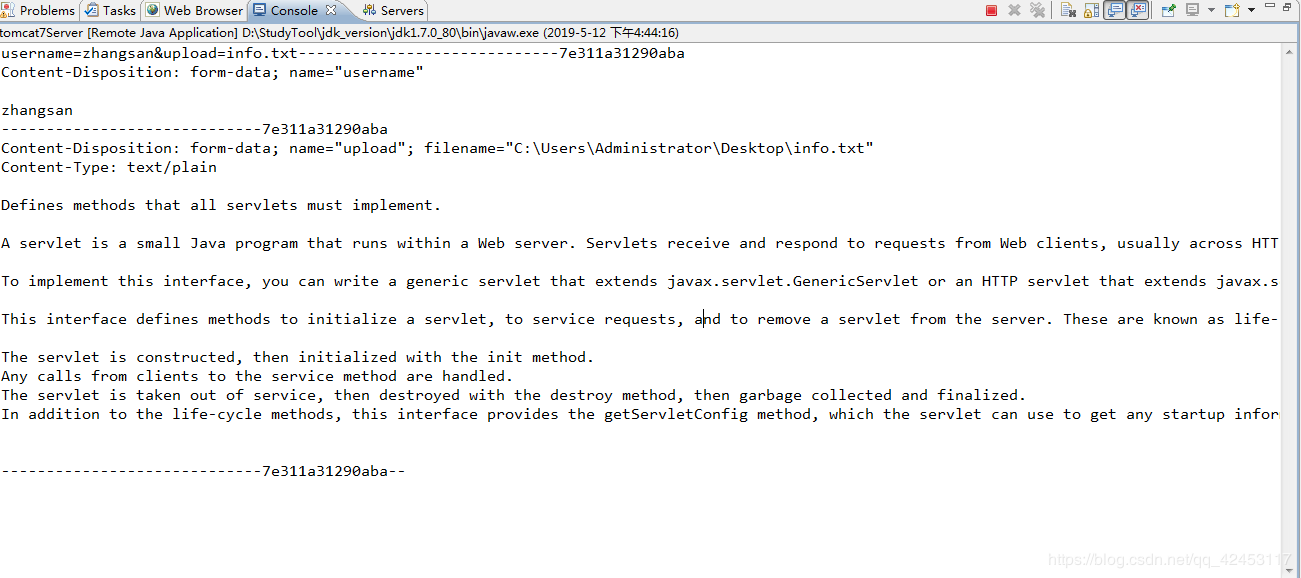 Problems Tasks Web Browser Console Servers
tomcat7Server [Remote Java Application] D:\StudyTool\jdk_version\jdk1.7.0_80\bin\javaw.exe (2019-5-12 下午4:44:16)
username=zhangsan&upload=info.txt-----------------------------7e311a31290aba
Content-Disposition: form-data; name="username"

zhangsan
-----------------------------7e311a31290aba
Content-Disposition: form-data; name="upload"; filename="C:\Users\Administrator\Desktop\info.txt"
Content-Type: text/plain

Defines methods that all servlets must implement.

A servlet is a small Java program that runs within a Web server. Servlets receive and respond to requests from Web clients, usually across HTT

To implement this interface, you can write a generic servlet that extends javax.servlet.GenericServlet or an HTTP servlet that extends javax.s

This interface defines methods to initialize a servlet, to service requests, and to remove a servlet from the server. These are known as life-

The servlet is constructed, then initialized with the init method.
Any calls from clients to the service method are handled.
The servlet is taken out of service, then destroyed with the destroy method, then garbage collected and finalized.
In addition to the life-cycle methods, this interface provides the getServletConfig method, which the servlet can use to get any startup infor

-----------------------------7e311a31290aba--
https://blog.csdn.net/qq_42453117